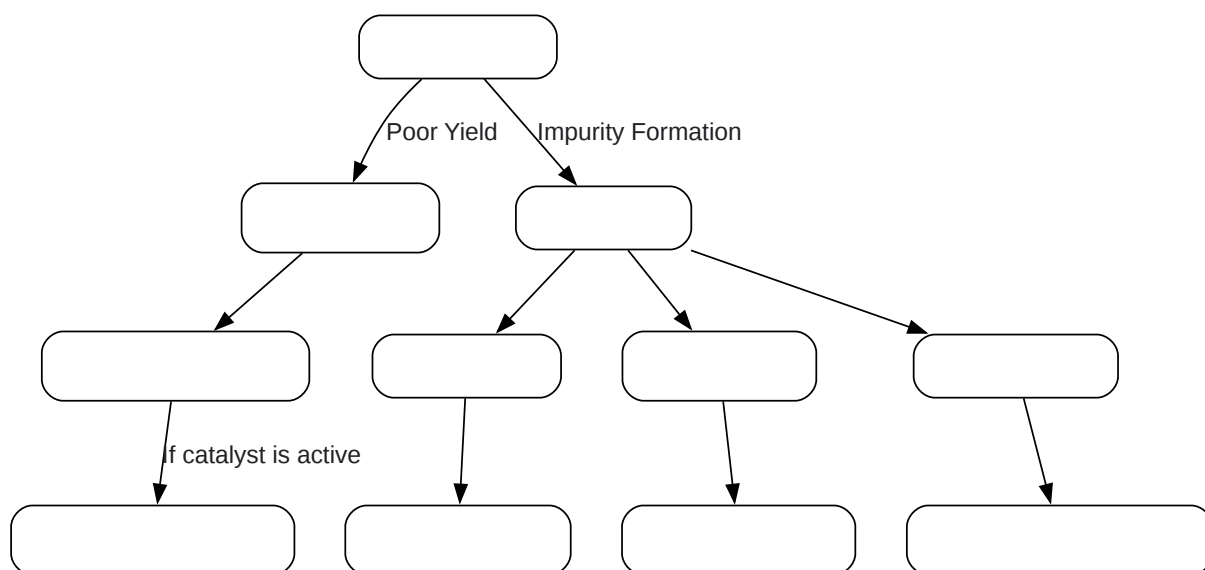 Poor Yield
Impurity Formation
If catalyst is active